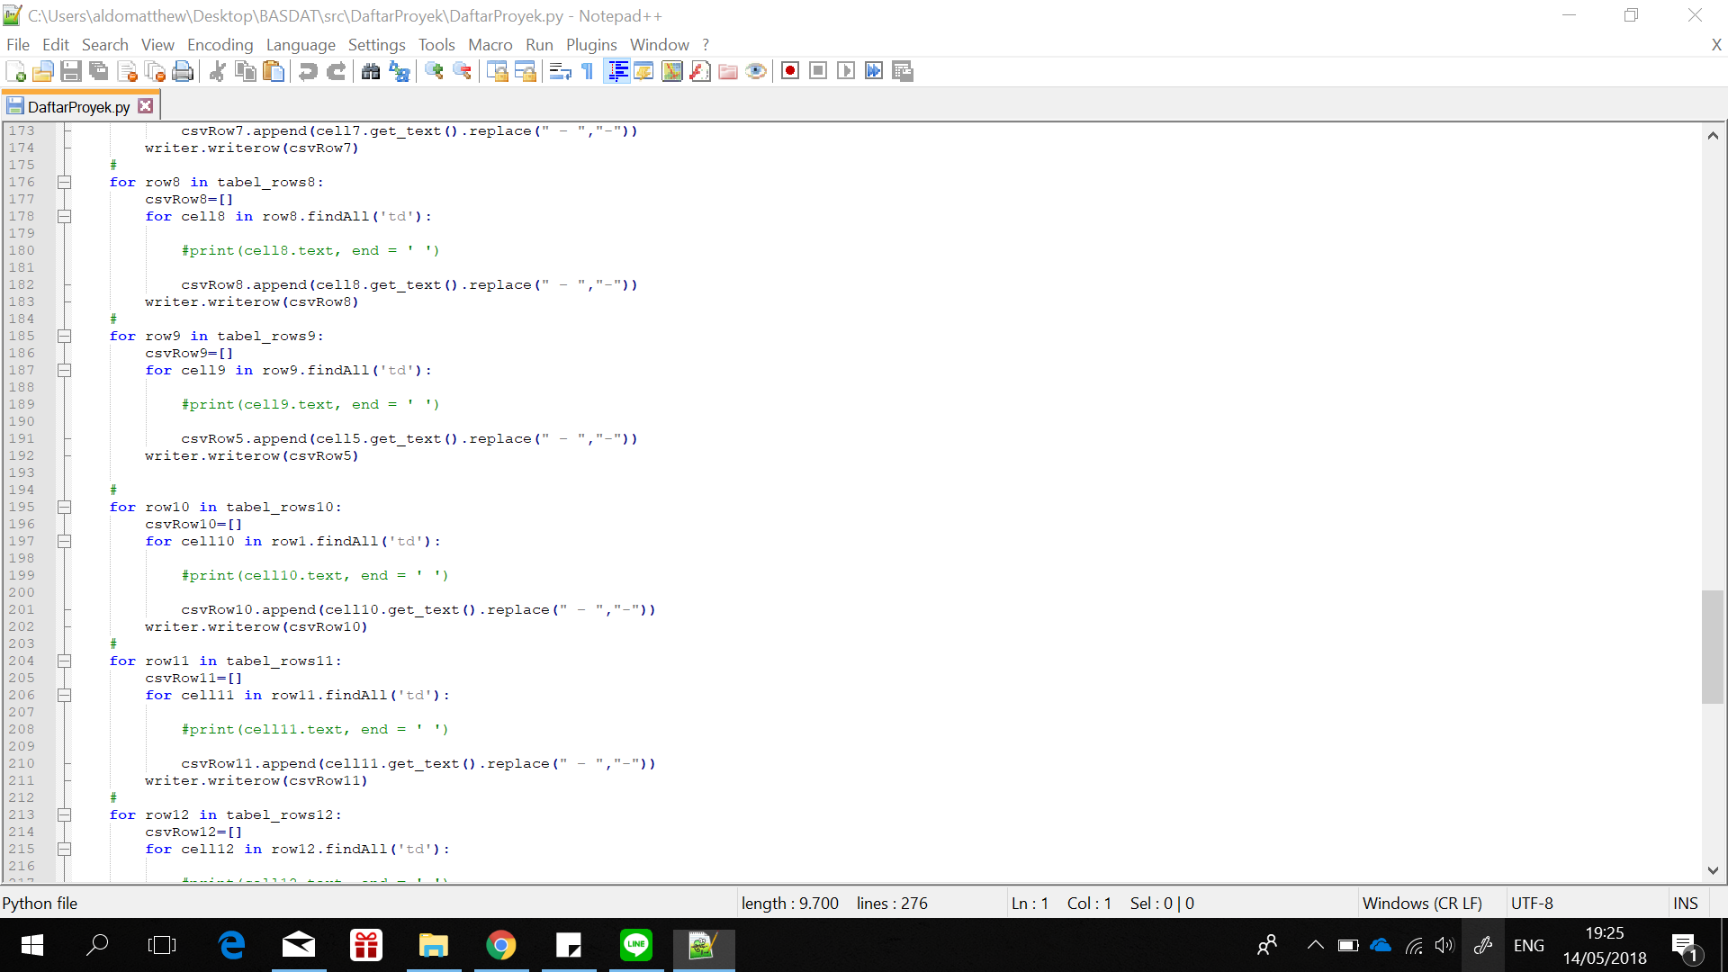 C:\Users\aldomatthew\Desktop\BASDAT\src\DaftarProyek\DaftarProyek.py - Notepad++
File Edit Search View Encoding Language Settings Tools Macro Run Plugins Window ? X
DaftarProyek.py
173 csvRow7.append(cell7.get_text().replace(" - ","-"))
174 writer.writerow(csvRow7)
175 #
176 for row8 in tabel_rows8:
177 csvRow8=[]
178 for cell8 in row8.findAll('td'):
179
180 #print(cell8.text, end = ' ')
181
182 csvRow8.append(cell8.get_text().replace(" - ","-"))
183 writer.writerow(csvRow8)
184 #
185 for row9 in tabel_rows9:
186 csvRow9=[]
187 for cell9 in row9.findAll('td'):
188
189 #print(cell9.text, end = ' ')
190
191 csvRow5.append(cell5.get_text().replace(" - ","-"))
192 writer.writerow(csvRow5)
193
194 #
195 for row10 in tabel_rows10:
196 csvRow10=[]
197 for cell10 in row1.findAll('td'):
198
199 #print(cell10.text, end = ' ')
200
201 csvRow10.append(cell10.get_text().replace(" - ","-"))
202 writer.writerow(csvRow10)
203 #
204 for row11 in tabel_rows11:
205 csvRow11=[]
206 for cell11 in row11.findAll('td'):
207
208 #print(cell11.text, end = ' ')
209
210 csvRow11.append(cell11.get_text().replace(" - ","-"))
211 writer.writerow(csvRow11)
212 #
213 for row12 in tabel_rows12:
214 csvRow12=[]
215 for cell12 in row12.findAll('td'):
216
217 #print(cell12.text, end = ' ')
Python file length : 9.700 lines : 276 Ln : 1 Col : 1 Sel : 0 | 0 Windows (CR LF) UTF-8 INS
LINE
ENG
19:25
14/05/2018
1